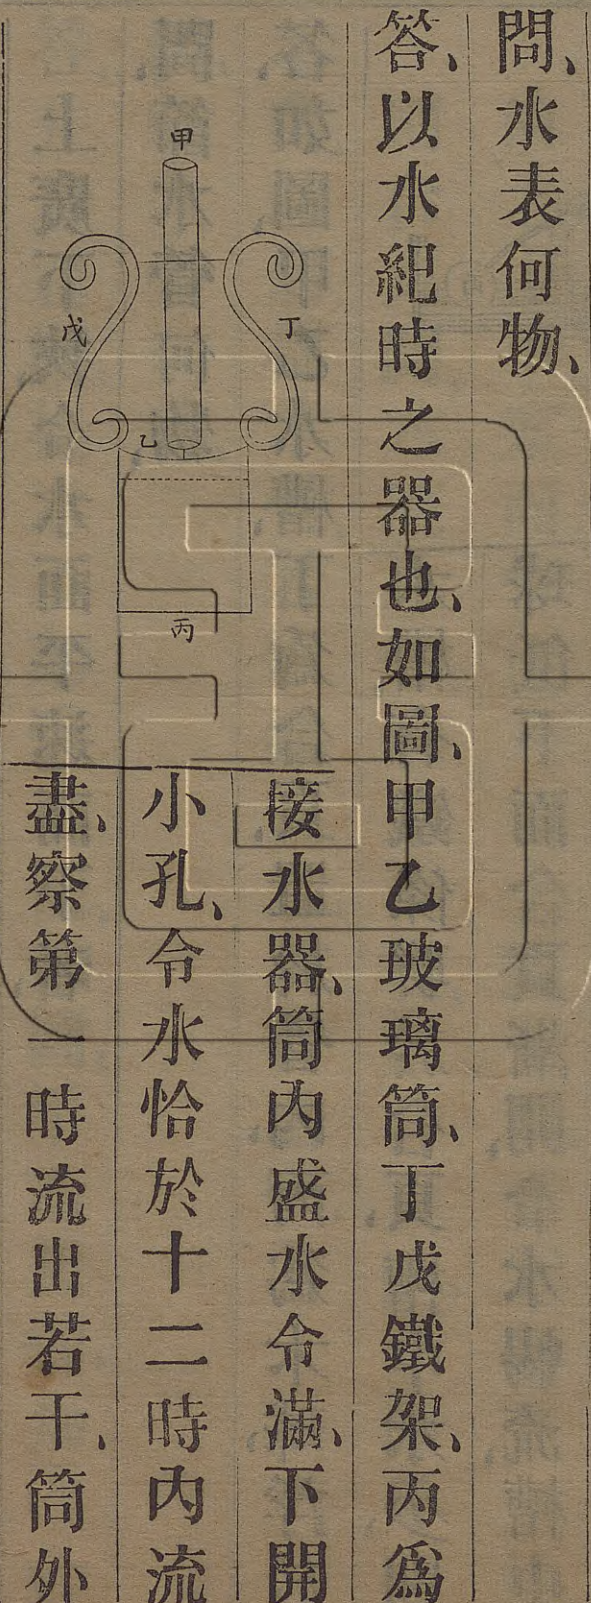 問、水表何物、
答、以水紀時之器也、如圖、甲乙玻璃筒、丁戊鐵架、丙爲
接水器、筒内盛水令滿、下開
小孔、令水恰於十二時内流
盡、察第一時流出若干、筒外
甲
丁
戊
乙
丙